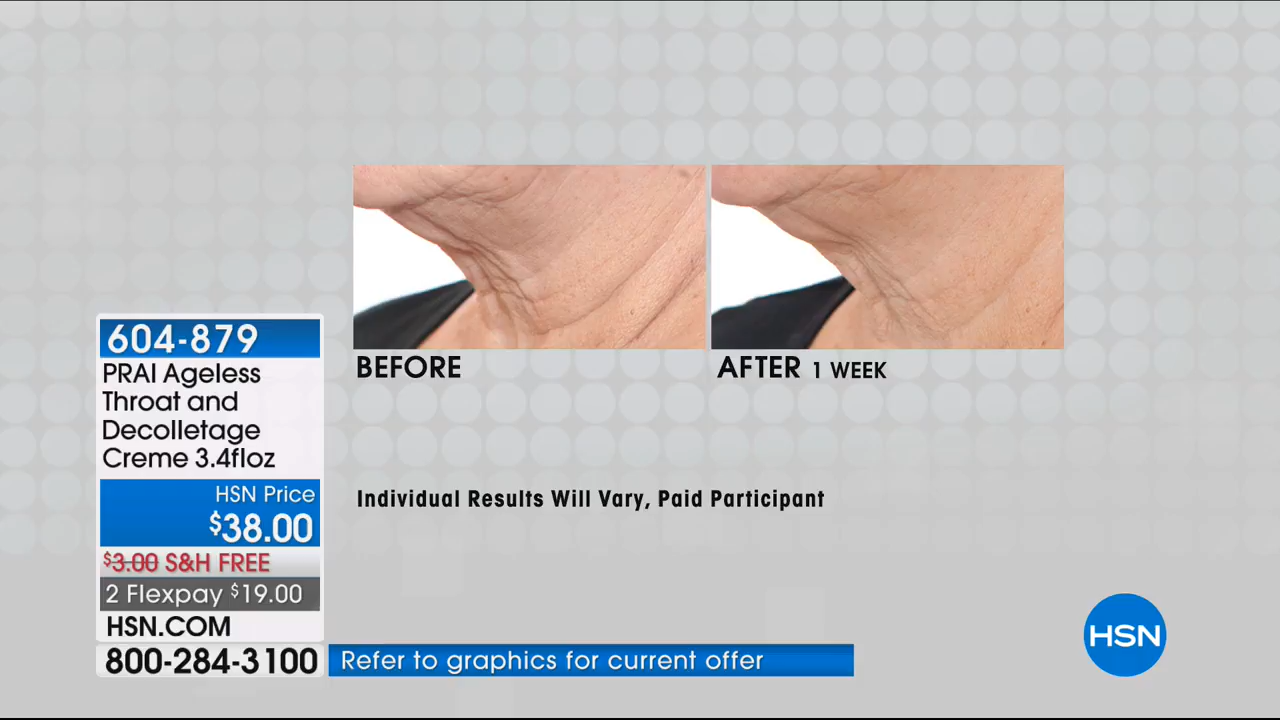 BEFORE
AFTER 1 WEEK
604-879
PRAI Ageless
Throat and
Decolletage
Creme 3.4floz
HSN Price
$38.00
$3.00 S&H FREE
2 Flexpay $19.00
HSN.COM
800-284-3100
Individual Results Will Vary, Paid Participant
Refer to graphics for current offer
HSN